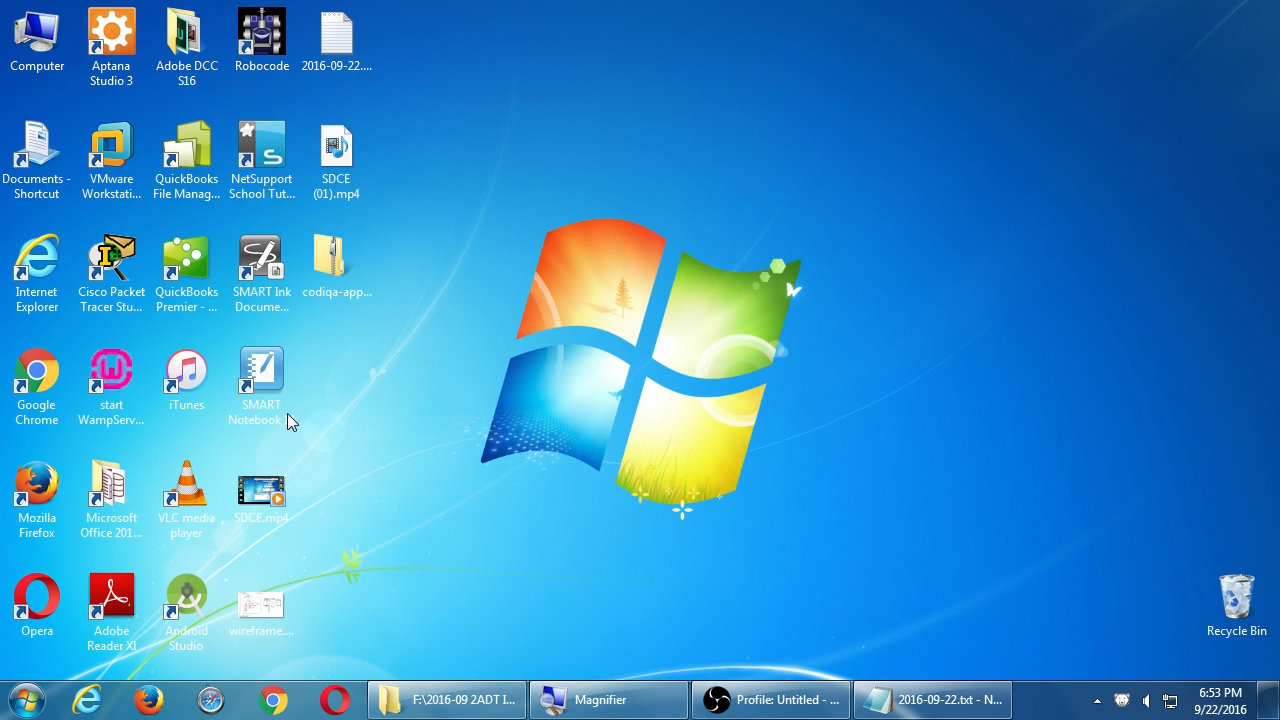 Computer
Aptana
Studio 3
Adobe DCC
S16
Robocode
2016-09-22....
Documents -
Shortcut
VMware
Workstati...
QuickBooks
File Manag...
NetSupport
School Tut...
SDCE
(01).mp4
Internet
Explorer
Cisco Packet
Tracer Stu...
QuickBooks
Premier - ...
SMART Ink
Docume...
codiqa-app...
Google
Chrome
start
WampServ...
iTunes
SMART
Notebook
Mozilla
Firefox
Microsoft
Office 201...
VLC media
player
SDCE.mp4
Opera
Adobe
Reader XI
Android
Studio
wireframe....
Recycle Bin
F:\2016-09 2ADT I...
Magnifier
Profile: Untitled - ...
2016-09-22.txt - N...
6:53 PM
9/22/2016